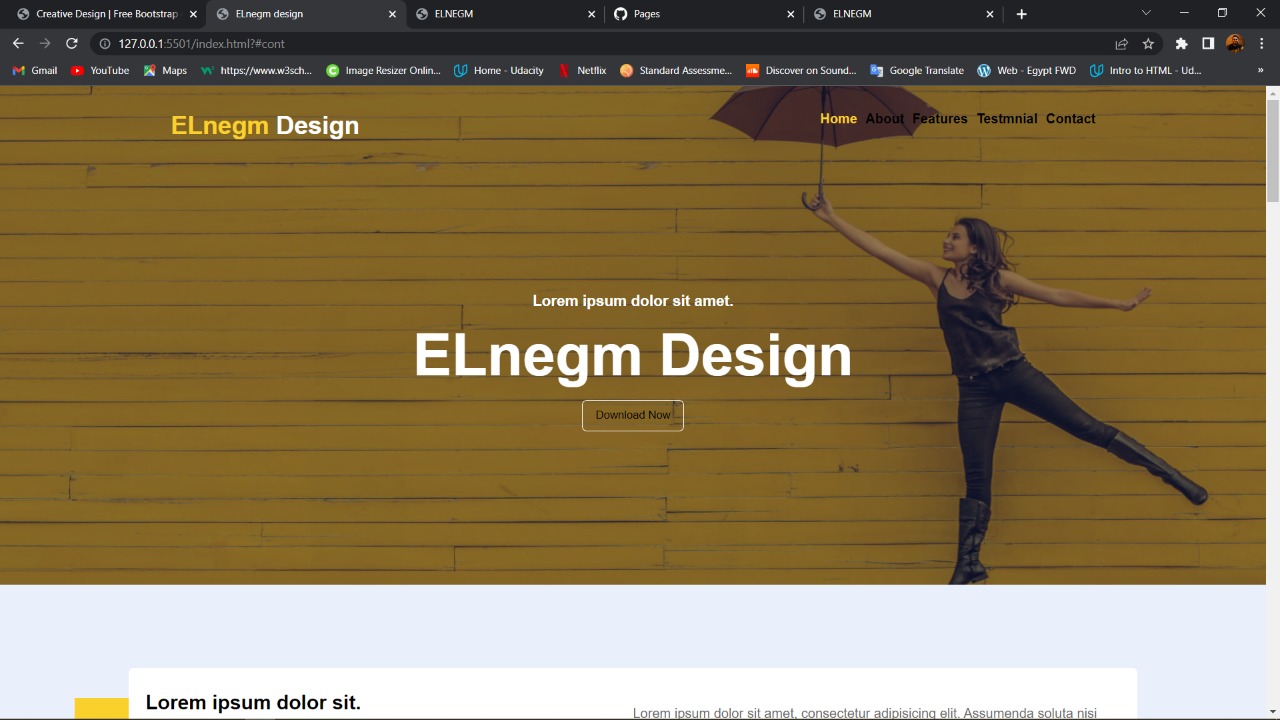 Creative Design | Free Bootstrap
ELnegm design
ELNEGM
Pages
ELNEGM
127.0.0.1:5501/index.html?#cont
Gmail
YouTube
Maps
https://www.w3sch...
Image Resizer Onlin...
Home - Udacity
Netflix
Standard Assessme...
Discover on Sound...
Google Translate
Web - Egypt FWD
Intro to HTML - Ud...
»
ELnegm Design
Home About Features Testmnial Contact
Lorem ipsum dolor sit amet.
ELnegm Design
Download Now
Lorem ipsum dolor sit.
Lorem ipsum dolor sit amet, consectetur adipisicing elit. Assumenda soluta nisi